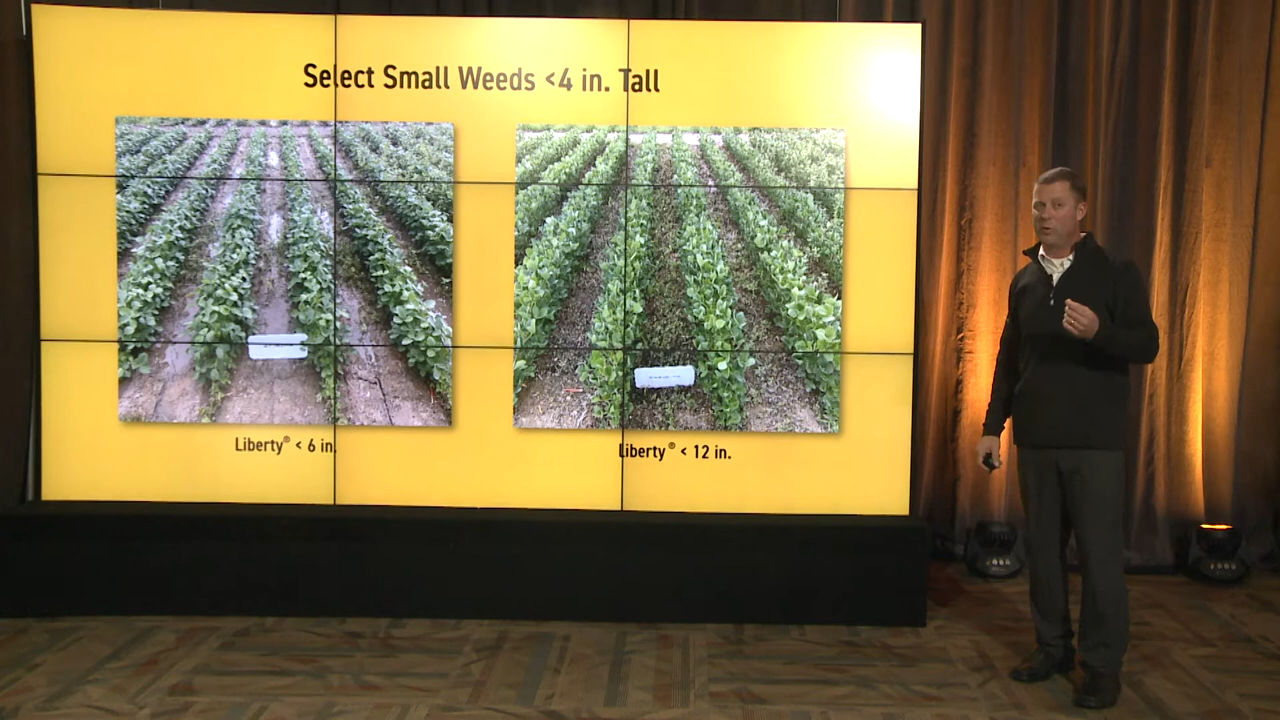 Select Small Weeds <4 in. Tall
Liberty® < 6 in.
Liberty® < 12 in.